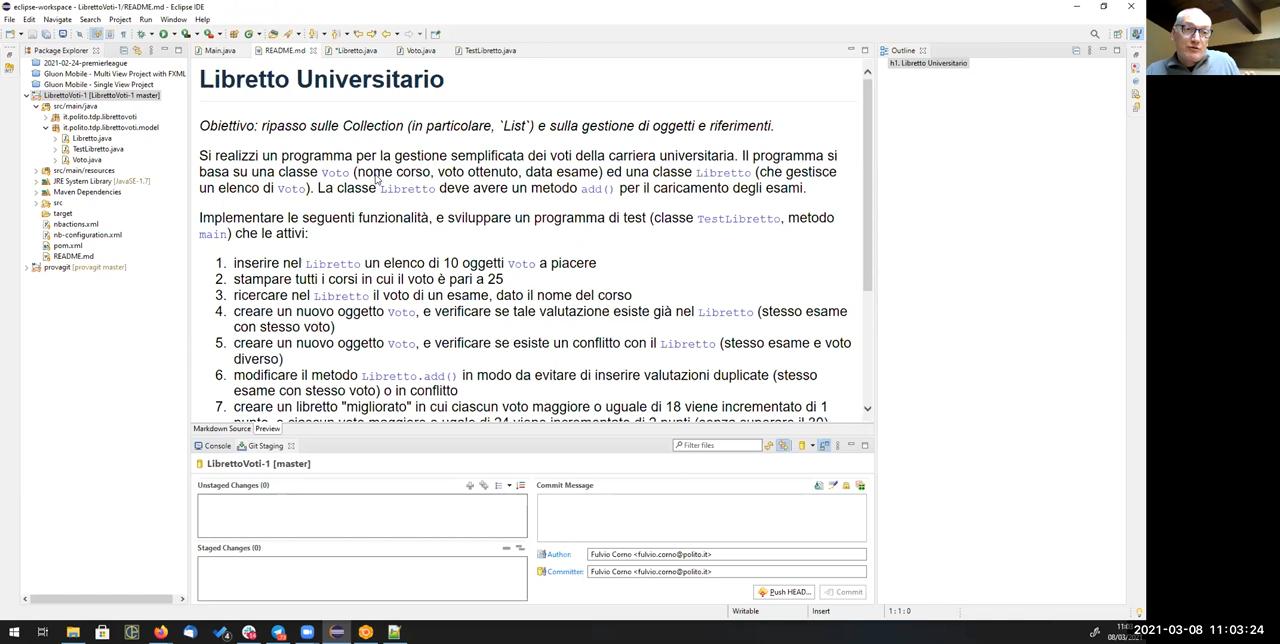 eclipse-workspace - LibrettoVoti-1/README.md - Eclipse IDE
File Edit Navigate Search Project Run Window Help
Package Explorer
Main.java
README.md
*Libretto.java
Voto.java
TestLibretto.java
Outline
2021-02-24-premierleague
Gluon Mobile - Multi View Project with FXML
Gluon Mobile - Single View Project
LibrettoVoti-1 [LibrettoVoti-1 master]
src/main/java
it.polito.tdp.librettovoti
it.polito.tdp.librettovoti.model
Libretto.java
TestLibretto.java
Voto.java
src/main/resources
JRE System Library [JavaSE-1.7]
Maven Dependencies
src
target
nbactions.xml
nb-configuration.xml
pom.xml
README.md
provagit [provagit master]
Libretto Universitario
Obiettivo: ripasso sulle Collection (in particolare, `List`) e sulla gestione di oggetti e riferimenti.
Si realizzi un programma per la gestione semplificata dei voti della carriera universitaria. Il programma si
basa su una classe Voto (nome corso, voto ottenuto, data esame) ed una classe Libretto (che gestisce
un elenco di Voto). La classe Libretto deve avere un metodo add() per il caricamento degli esami.
Implementare le seguenti funzionalità, e sviluppare un programma di test (classe TestLibretto, metodo
main) che le attivi:
1. inserire nel Libretto un elenco di 10 oggetti Voto a piacere
2. stampare tutti i corsi in cui il voto è pari a 25
3. ricercare nel Libretto il voto di un esame, dato il nome del corso
4. creare un nuovo oggetto Voto, e verificare se tale valutazione esiste già nel Libretto (stesso esame
con stesso voto)
5. creare un nuovo oggetto Voto, e verificare se esiste un conflitto con il Libretto (stesso esame e voto
diverso)
6. modificare il metodo Libretto.add() in modo da evitare di inserire valutazioni duplicate (stesso
esame con stesso voto) o in conflitto
7. creare un libretto "migliorato" in cui ciascun voto maggiore o uguale di 18 viene incrementato di 1
h1. Libretto Universitario
Markdown Source Preview
Console Git Staging
Filter files
LibrettoVoti-1 [master]
Unstaged Changes (0)
Commit Message
Staged Changes (0)
Author: Fulvio Corno <fulvio.corno@polito.it>
Committer: Fulvio Corno <fulvio.corno@polito.it>
Push HEAD... Commit
Writable Insert 1 : 1 : 0
2021-03-08 11:03:24